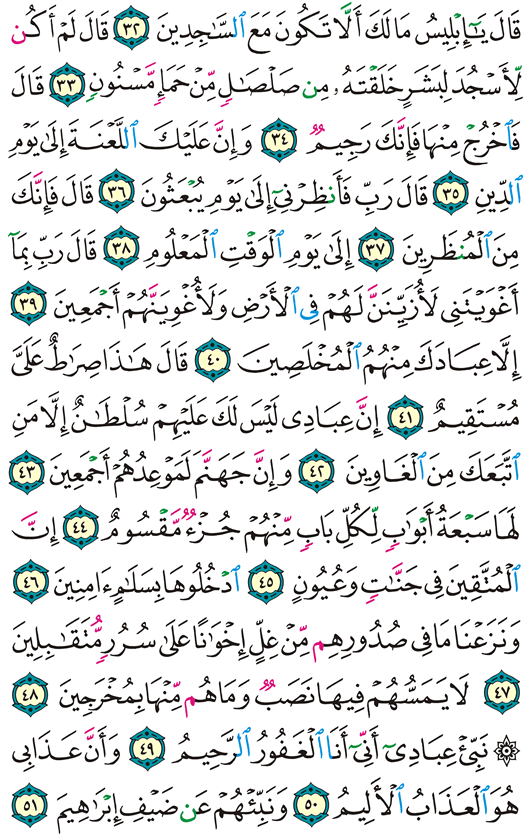 قَالَ يَـٰٓإِبْلِيسُ مَا لَكَ أَلَّا تَكُونَ مَعَ ٱلسَّـٰجِدِينَ ٣٢ قَالَ لَمْ أَكُن
لِّأَسْجُدَ لِبَشَرٍ خَلَقْتَهُۥ مِن صَلْصَـٰلٍ مِّنْ حَمَإٍ مَّسْنُونٍ ٣٣ قَالَ
فَٱخْرُجْ مِنْهَا فَإِنَّكَ رَجِيمٌ ٣٤ وَإِنَّ عَلَيْكَ ٱللَّعْنَةَ إِلَىٰ يَوْمِ
ٱلدِّينِ ٣٥ قَالَ رَبِّ فَأَنظِرْنِىٓ إِلَىٰ يَوْمِ يُبْعَثُونَ ٣٦ قَالَ فَإِنَّكَ
مِنَ ٱلْمُنظَرِينَ ٣٧ إِلَىٰ يَوْمِ ٱلْوَقْتِ ٱلْمَعْلُومِ ٣٨ قَالَ رَبِّ بِمَآ
أَغْوَيْتَنِى لَأُزَيِّنَنَّ لَهُمْ فِى ٱلْأَرْضِ وَلَأُغْوِيَنَّهُمْ أَجْمَعِينَ ٣٩
إِلَّا عِبَادَكَ مِنْهُمُ ٱلْمُخْلَصِينَ ٤٠ قَالَ هَـٰذَا صِرَٰطٌ عَلَىَّ
مُسْتَقِيمٌ ٤١ إِنَّ عِبَادِى لَيْسَ لَكَ عَلَيْهِمْ سُلْطَـٰنٌ إِلَّا مَنِ
ٱتَّبَعَكَ مِنَ ٱلْغَاوِينَ ٤٢ وَإِنَّ جَهَنَّمَ لَمَوْعِدُهُمْ أَجْمَعِينَ ٤٣
لَهَا سَبْعَةُ أَبْوَٰبٍ لِّكُلِّ بَابٍ مِّنْهُمْ جُزْءٌ مَّقْسُومٌ ٤٤ إِنَّ
ٱلْمُتَّقِينَ فِى جَنَّـٰتٍ وَعُيُونٍ ٤٥ ٱدْخُلُوهَا بِسَلَـٰمٍ ءَامِنِينَ ٤٦
وَنَزَعْنَا مَا فِى صُدُورِهِم مِّنْ غِلٍّ إِخْوَٰنًا عَلَىٰ سُرُرٍ مُّتَقَـٰبِلِينَ
٤٧ لَا يَمَسُّهُمْ فِيهَا نَصَبٌ وَمَا هُم مِّنْهَا بِمُخْرَجِينَ ٤٨
۞ نَبِّئْ عِبَادِىٓ أَنِّىٓ أَنَا ٱلْغَفُورُ ٱلرَّحِيمُ ٤٩ وَأَنَّ عَذَابِى
هُوَ ٱلْعَذَابُ ٱلْأَلِيمُ ٥٠ وَنَبِّئْهُمْ عَن ضَيْفِ إِبْرَٰهِيمَ ٥١